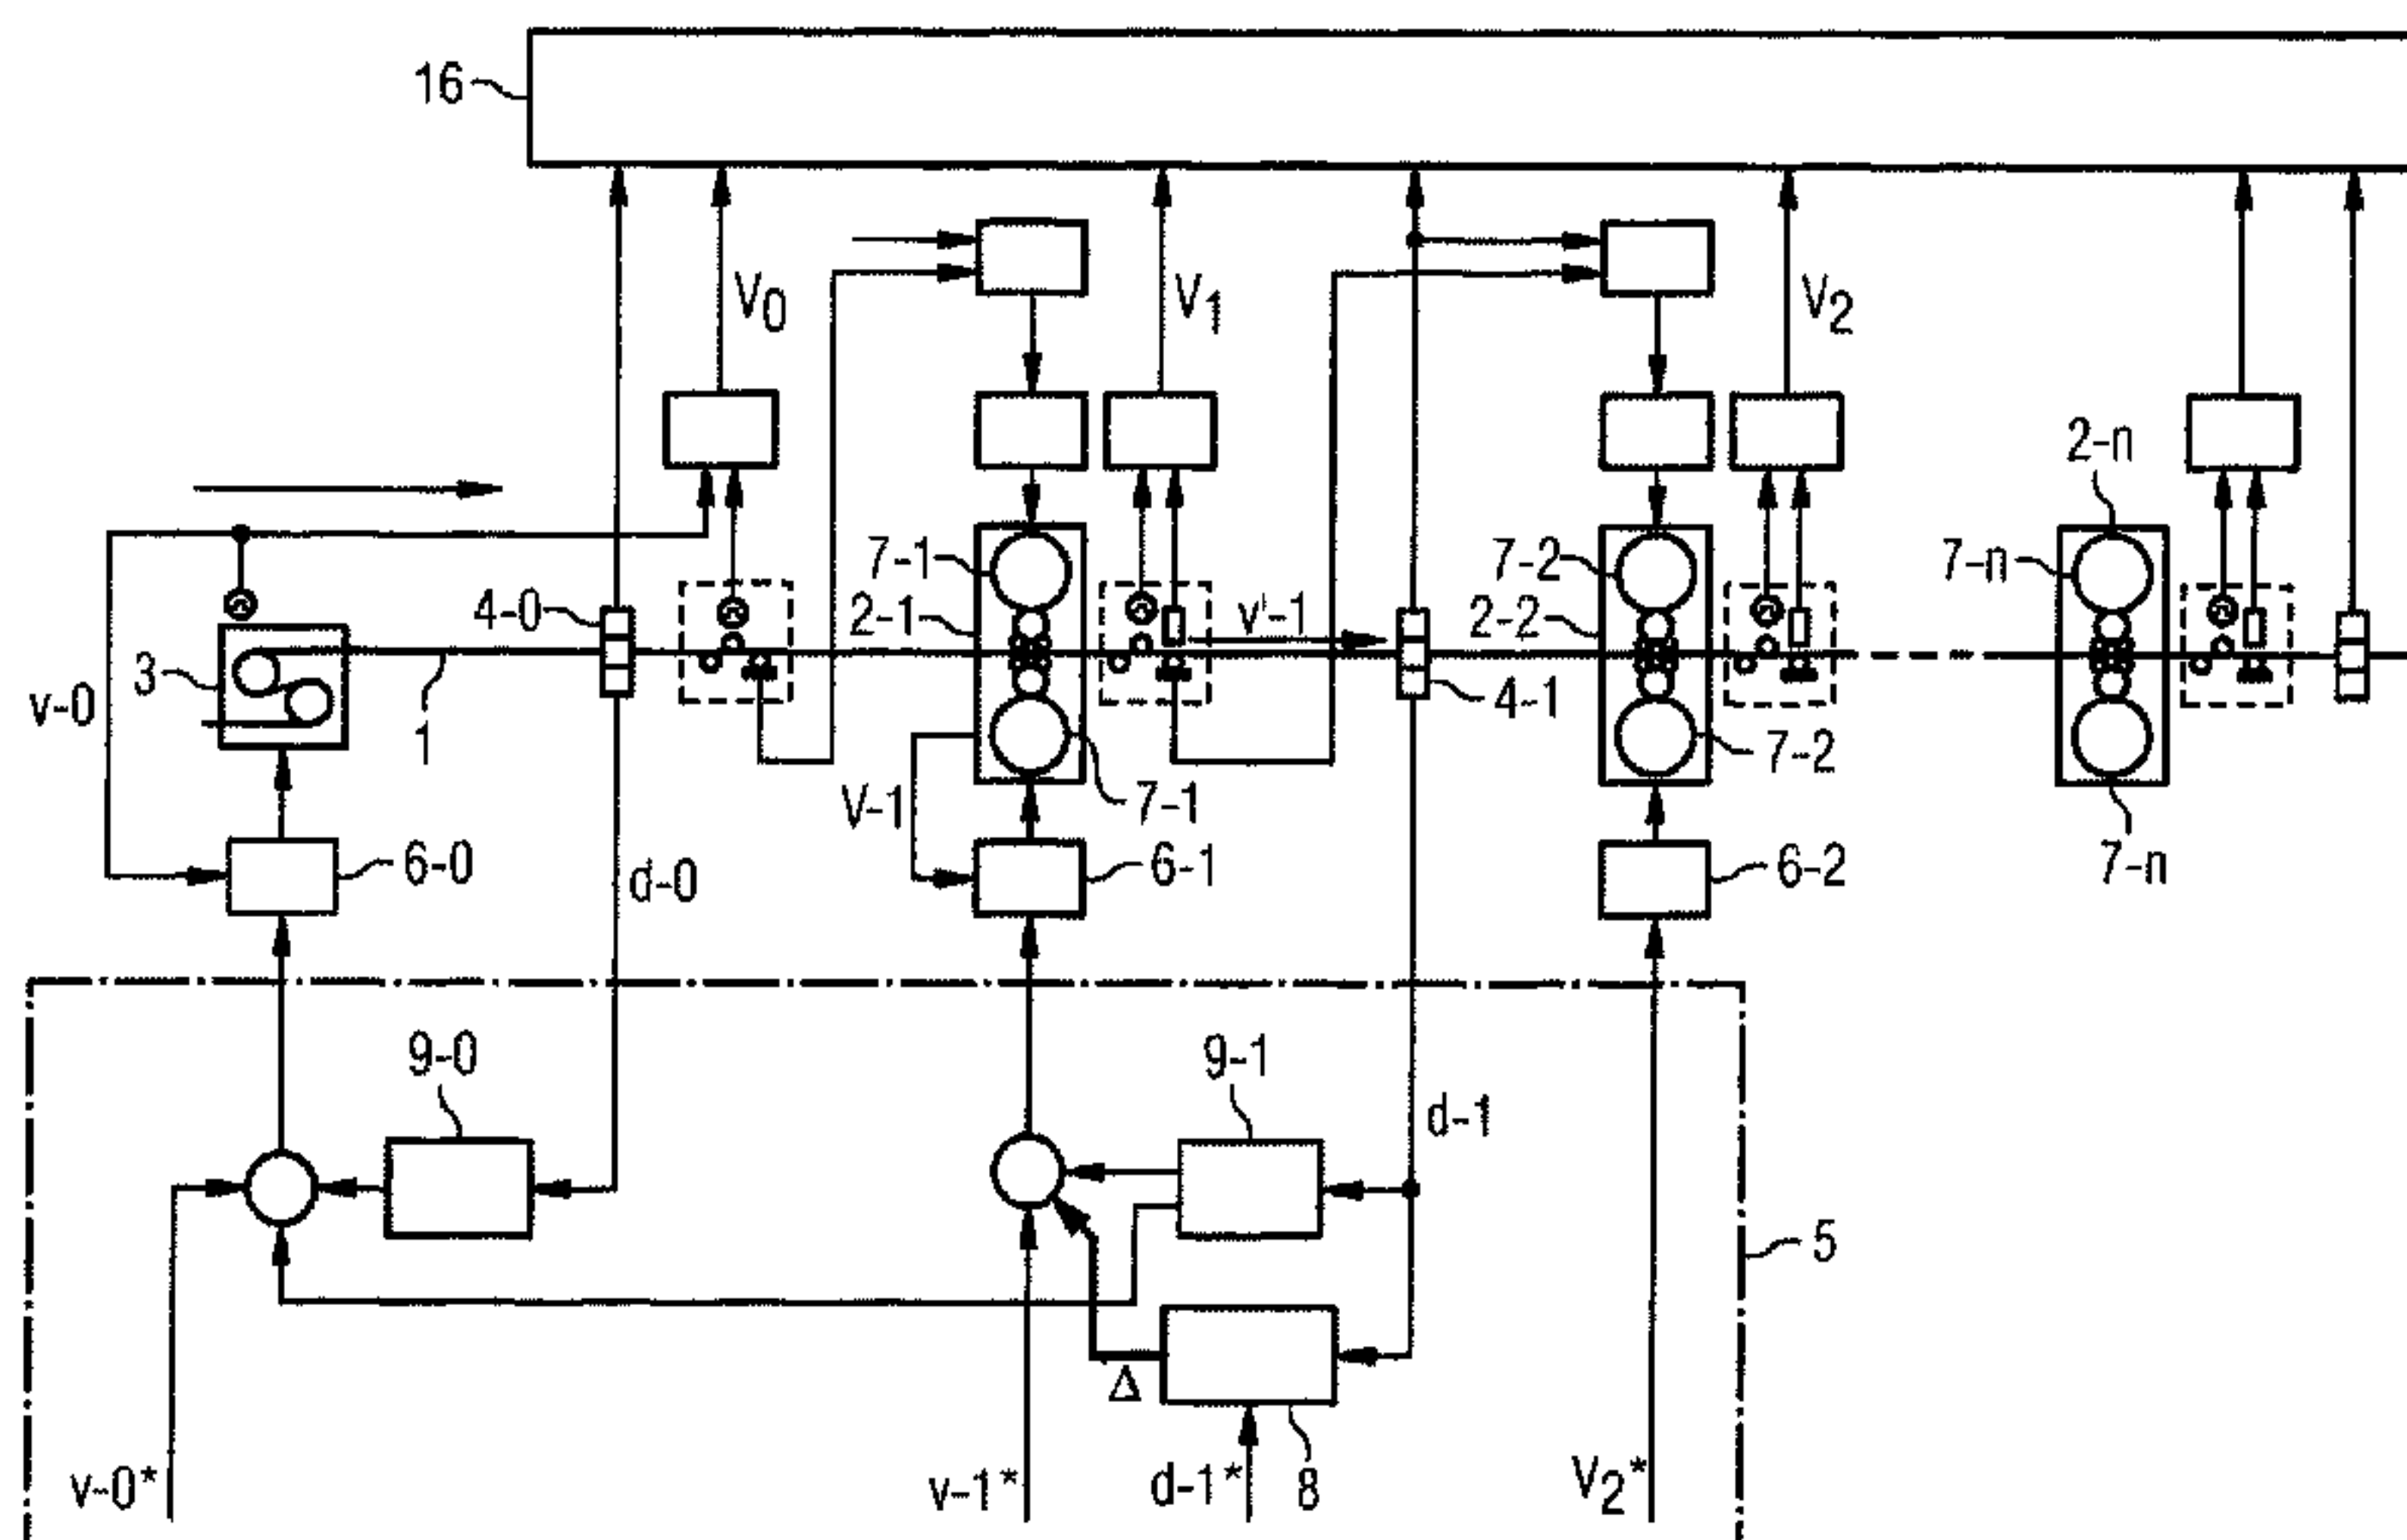 16
V0
V1
V2
2-n
7-1
7-2
7-n
4-0
2-1
v'-1
2-2
3
v-0
1
4-1
7-2
V-1
7-1
6-0
d-0
6-1
6-2
7-n
9-0
9-1
d-1
5
Δ
v-0*
v-1*
d-1*
8
V2*